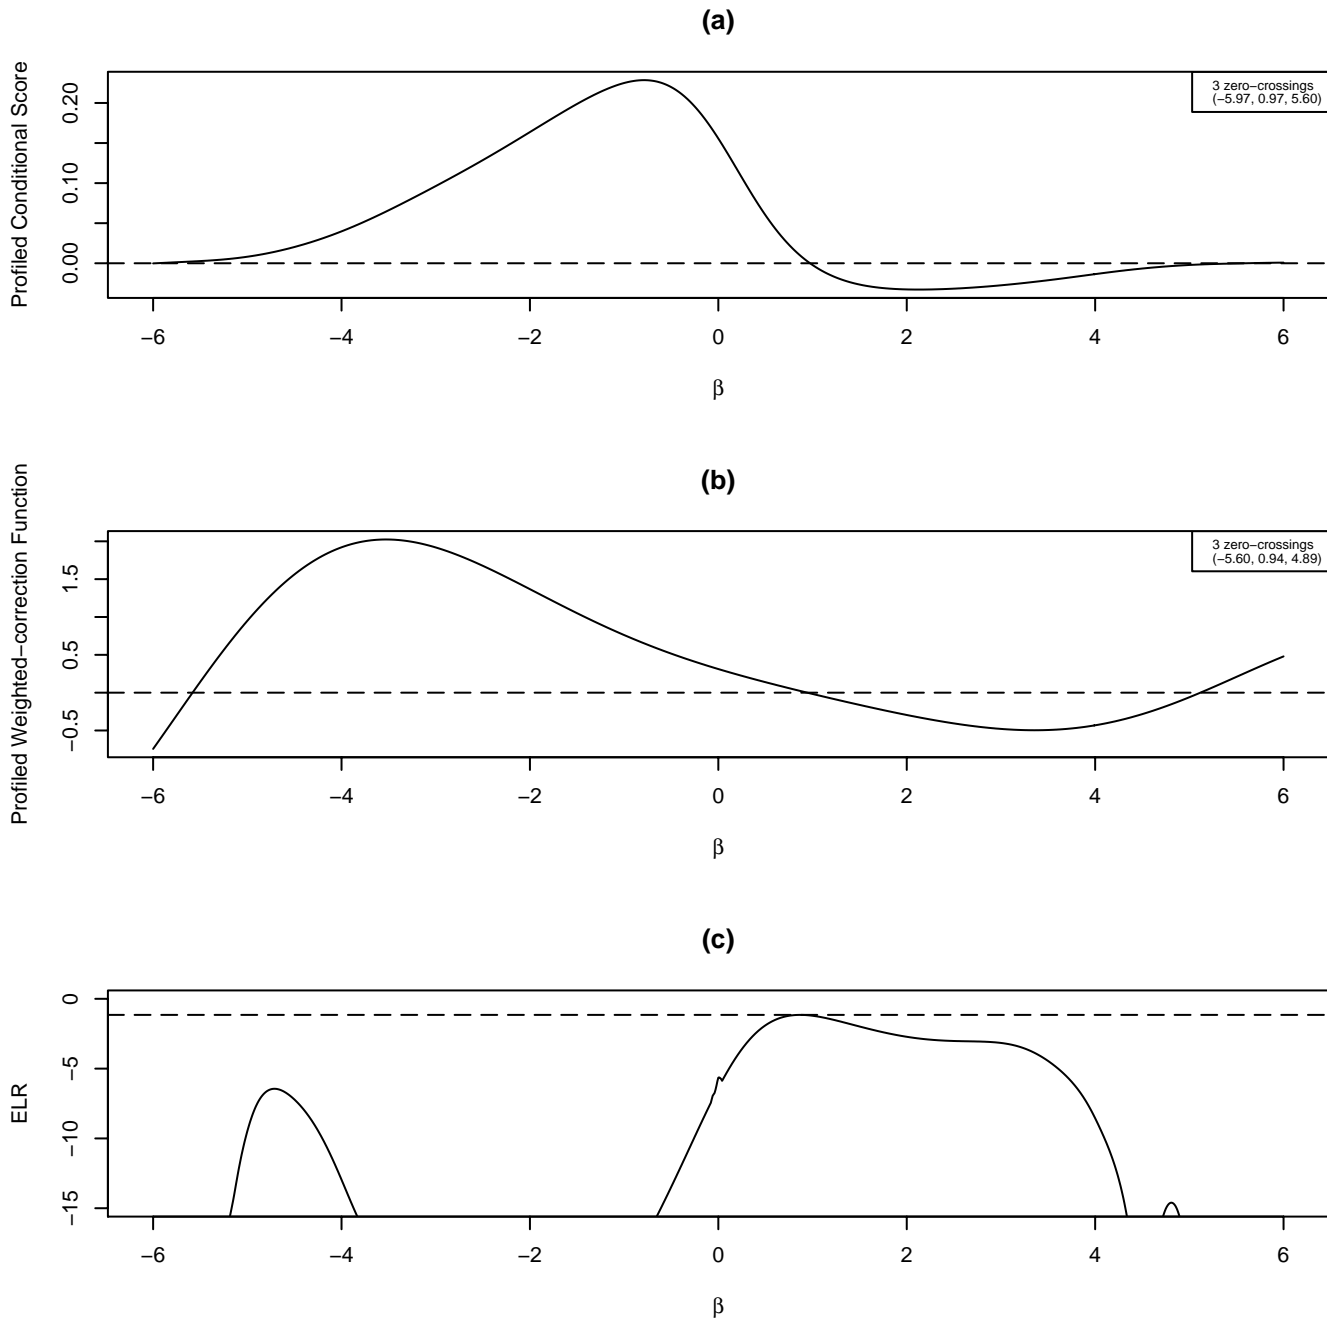 (a)
Profiled Conditional Score
0.20
0.10
0.00
3 zero−crossings
(−5.97, 0.97, 5.60)
−6 −4 −2 0 2 4 6
β
(b)
Profiled Weighted−correction Function
1.5
0.5
−0.5
3 zero−crossings
(−5.60, 0.94, 4.89)
−6 −4 −2 0 2 4 6
β
(c)
ELR
0
−5
−10
−15
−6 −4 −2 0 2 4 6
β